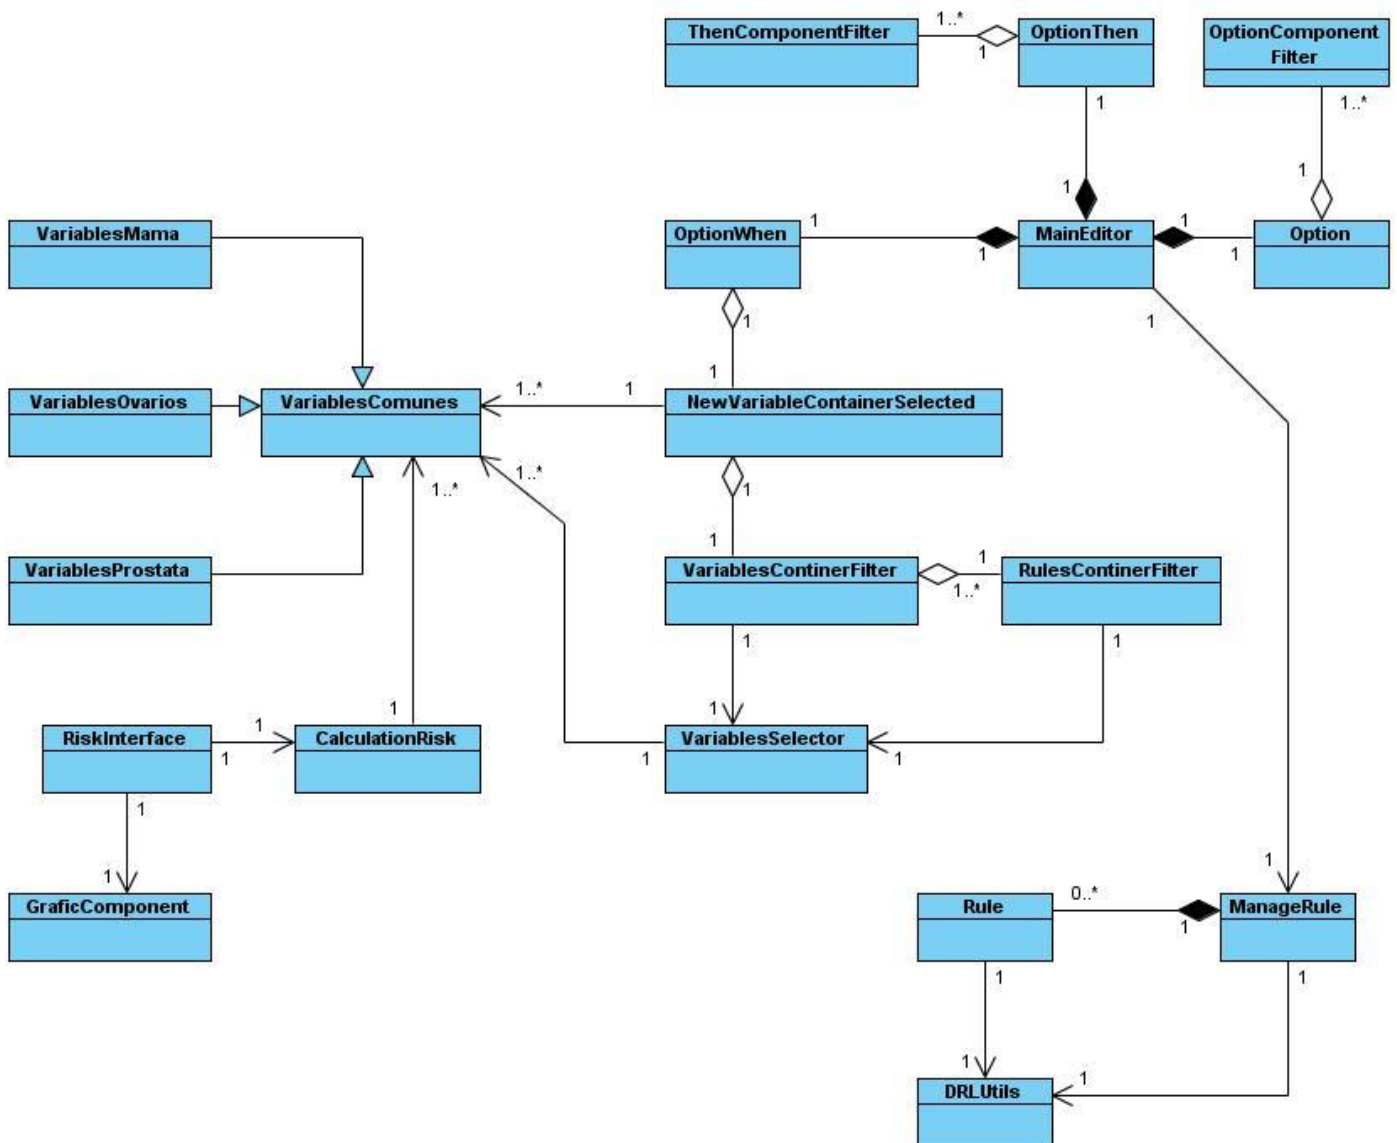 1..*
ThenComponentFilter
OptionThen
OptionComponent
Filter
1
1
1..*
1
1
VariablesMama
1
OptionWhen
1
MainEditor
1
1
Option
1
1
1
1..*
1
1
VariablesOvarios
VariablesComunes
NewVariableContainerSelected
1..*
1..*
1
1
1
VariablesProstata
VariablesContinerFilter
1..*
RulesContinerFilter
1
1
1
1
1
RiskInterface
1
CalculationRisk
1
VariablesSelector
1
1
1
1
0..*
GraficComponent
Rule
1
ManageRule
1
1
1
1
DRLUtils